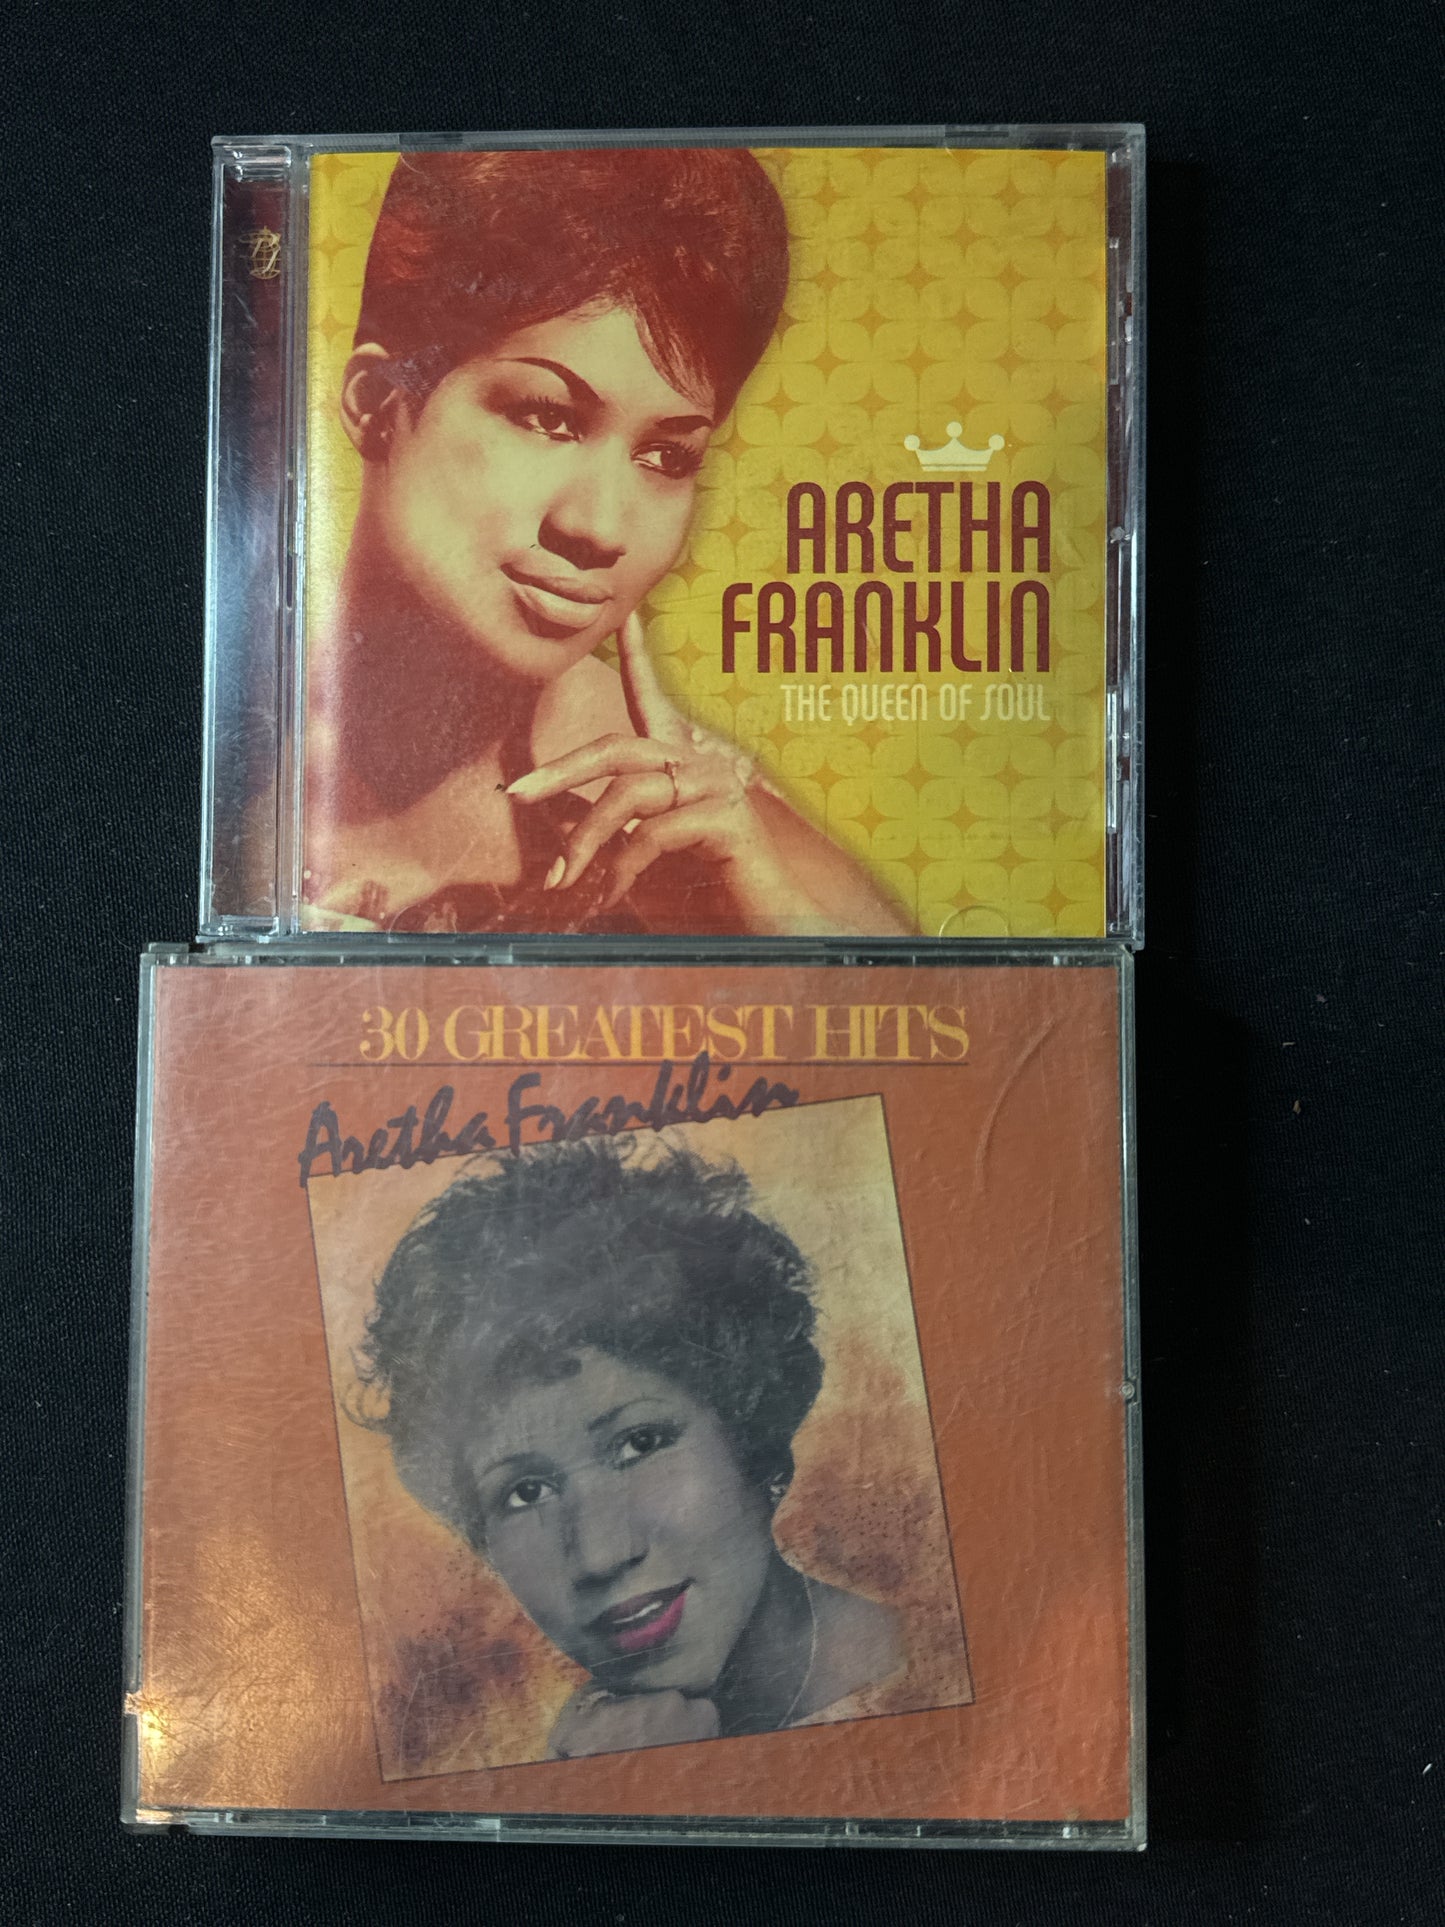 ARETHA
FRANKLIN
THE QUEEN OF SOUL
30 GREATEST HITS
Aretha Franklin